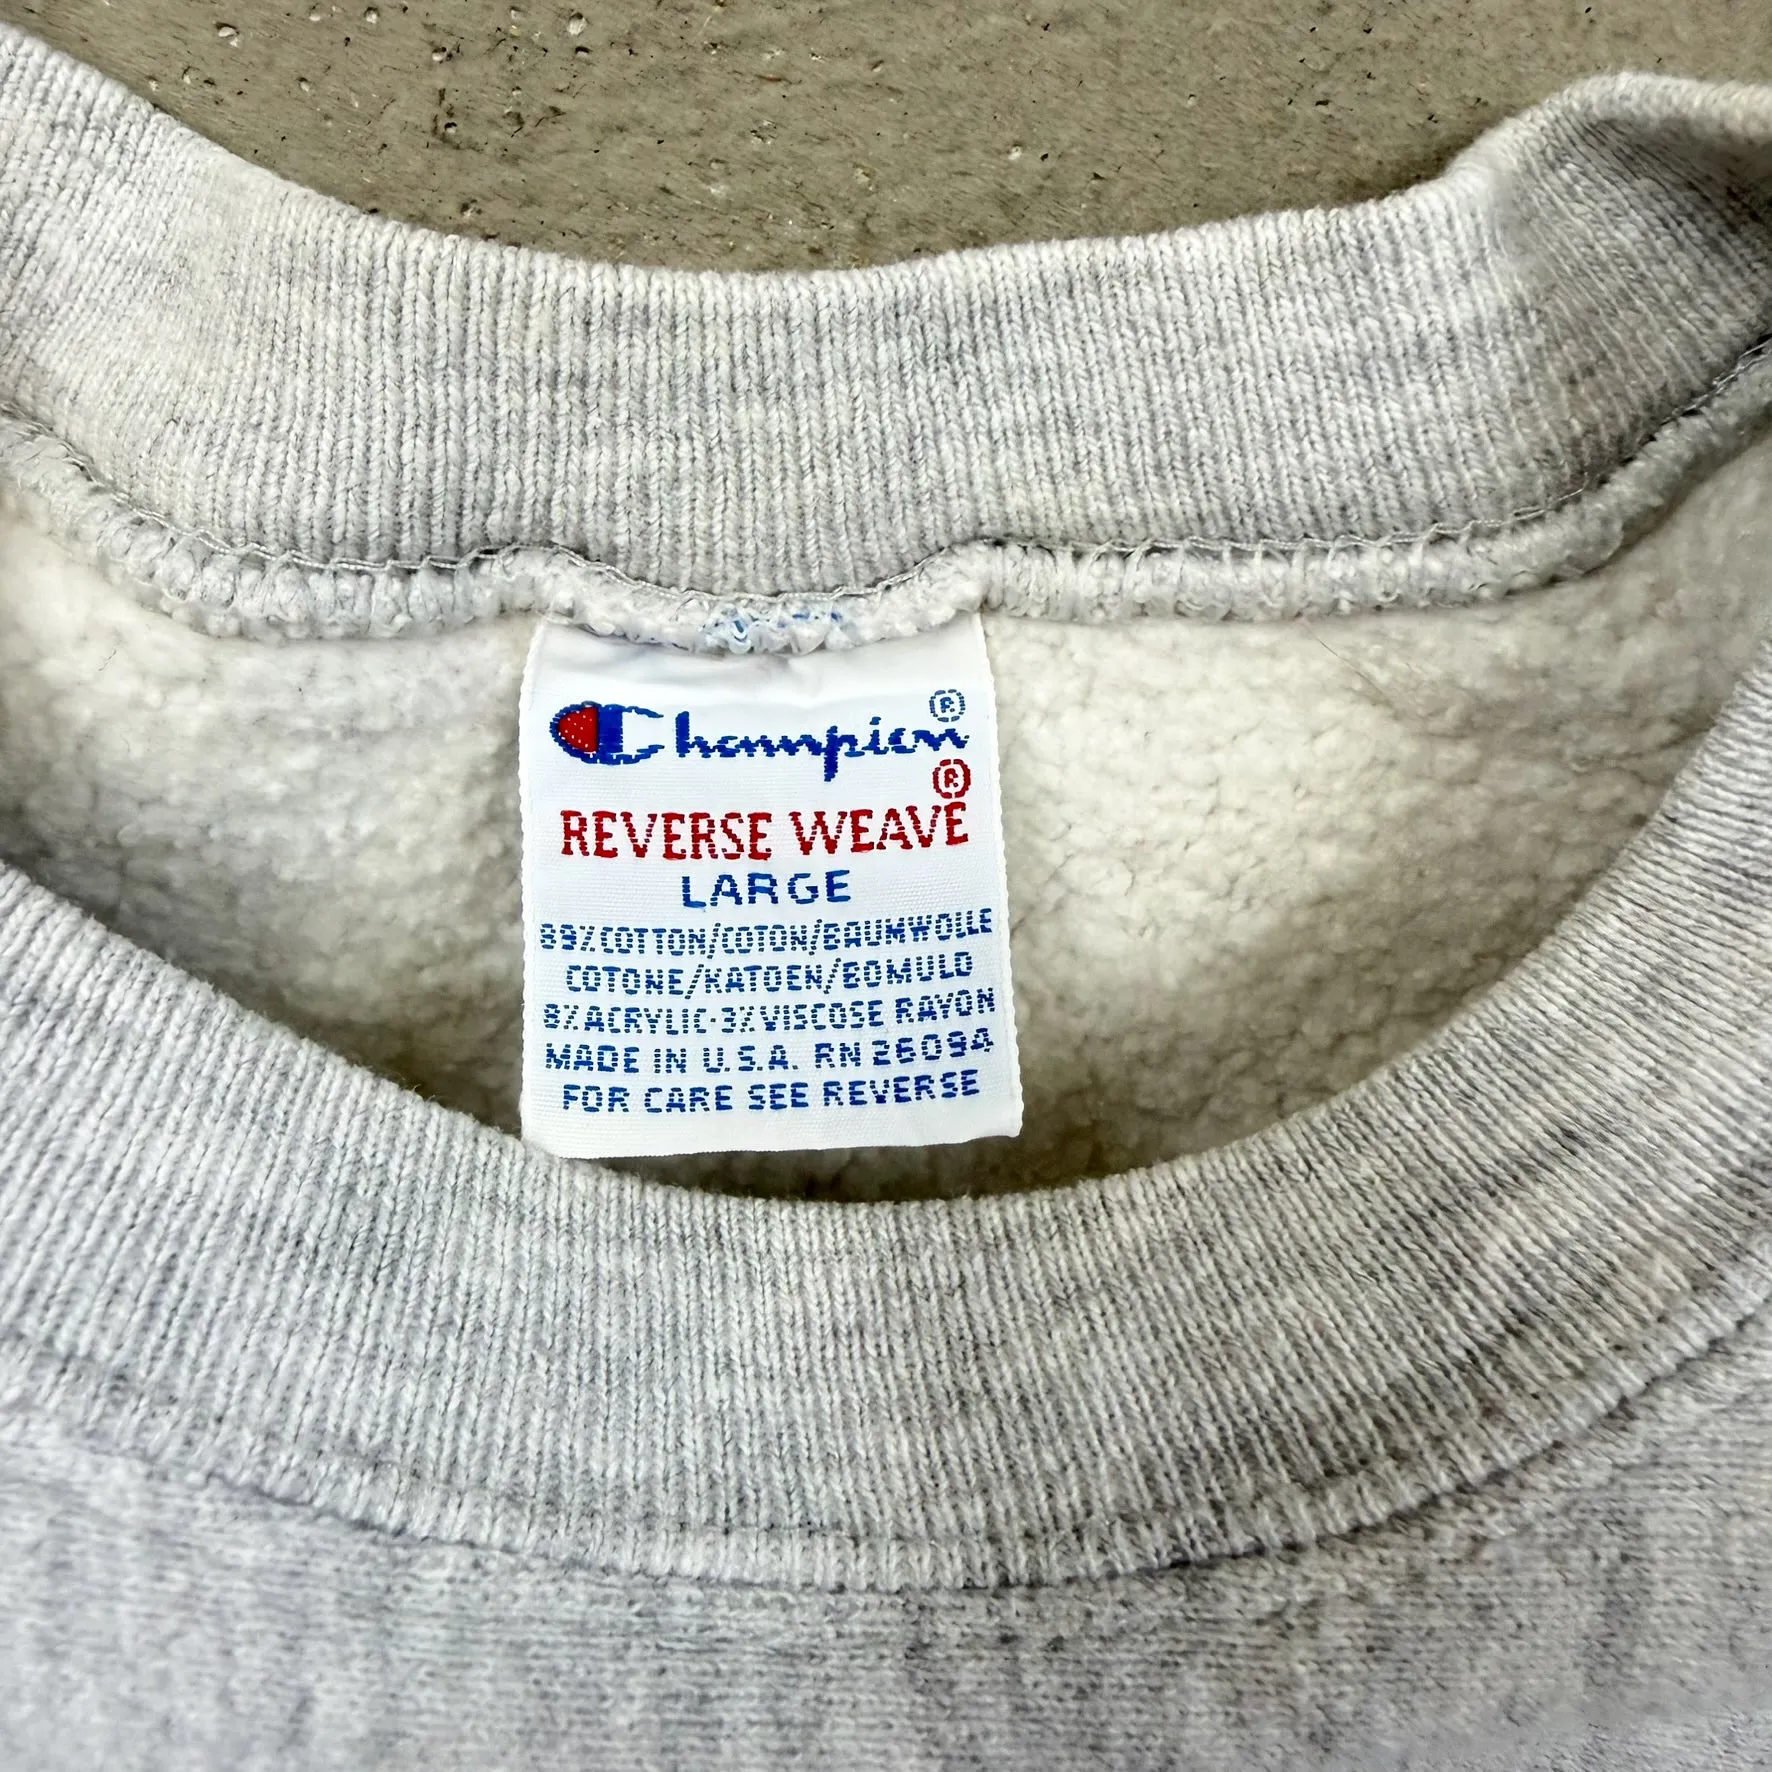 Champion®
REVERSE WEAVE®
LARGE
89% COTTON/COTON/BAUMWOLLE
COTONE/KATOEN/BOMULD
8% ACRYLIC·3% VISCOSE RAYON
MADE IN U.S.A. RN 26094
FOR CARE SEE REVERSE